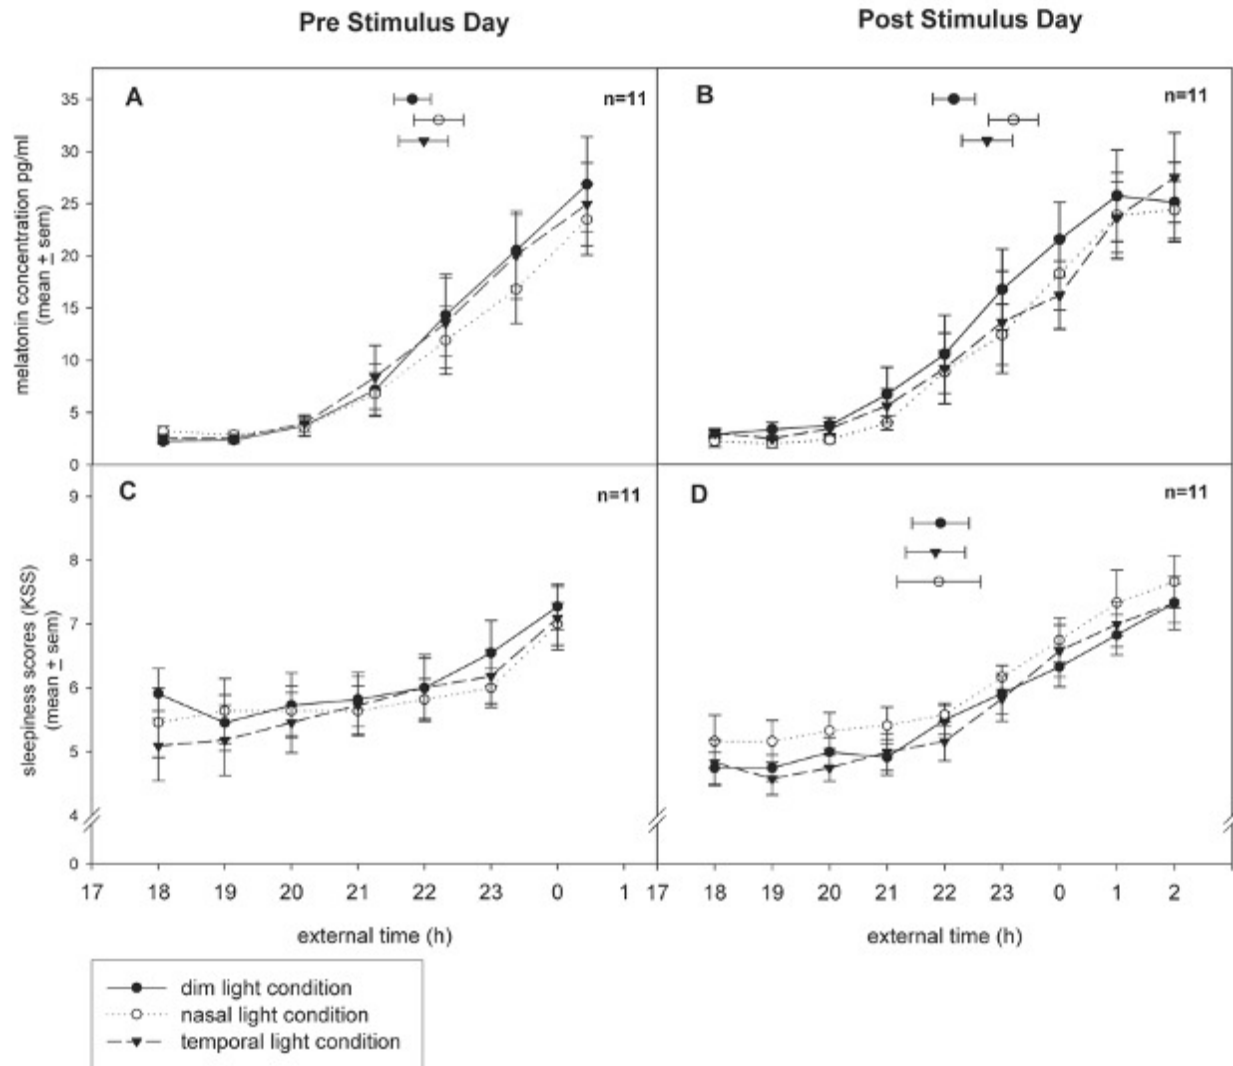 Pre Stimulus Day
Post Stimulus Day
melatonin concentration pg/ml
(mean ± sem)
35
30
25
20
15
10
5
0
A
n=11
B
n=11
sleepiness scores (KSS)
(mean ± sem)
9
8
7
6
5
4
0
C
n=11
D
n=11
17 18 19 20 21 22 23 0 1 17 18 19 20 21 22 23 0 1 2
external time (h)
external time (h)
dim light condition
nasal light condition
temporal light condition